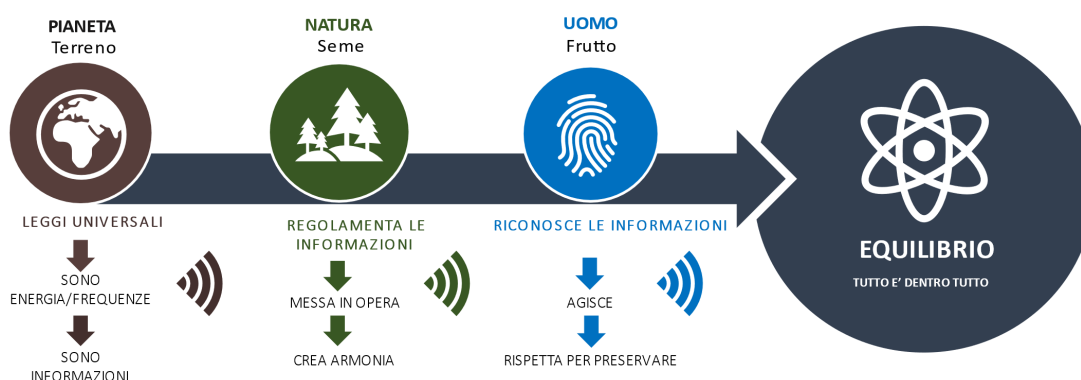 PIANETA
Terreno
LEGGI UNIVERSALI
SONO
ENERGIA/FREQUENZE
SONO
INFORMAZIONI
NATURA
Seme
REGOLAMENTA LE
INFORMAZIONI
MESSA IN OPERA
CREA ARMONIA
UOMO
Frutto
RICONOSCE LE INFORMAZIONI
AGISCE
RISPETTA PER PRESERVARE
EQUILIBRIO
TUTTO E' DENTRO TUTTO